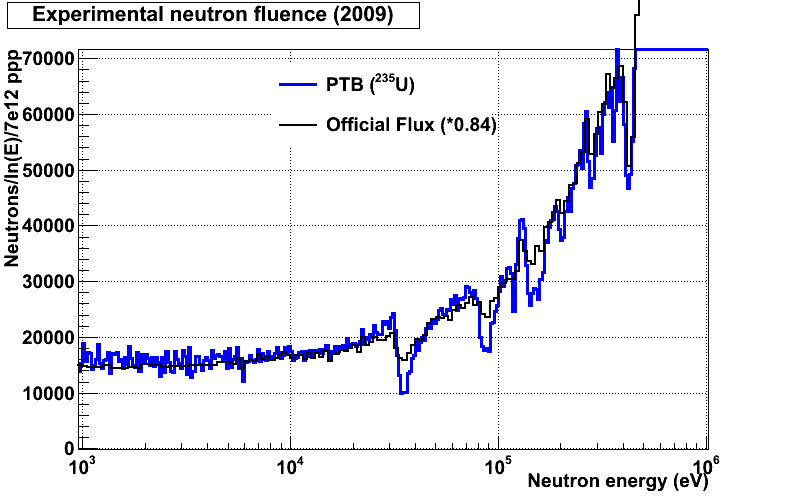 Experimental neutron fluence (2009)
Neutrons/ln(E)/7e12 ppp
70000
60000
50000
40000
30000
20000
10000
0
PTB (²³⁵U)
Official Flux (*0.84)
10³
10⁴
10⁵
10⁶
Neutron energy (eV)